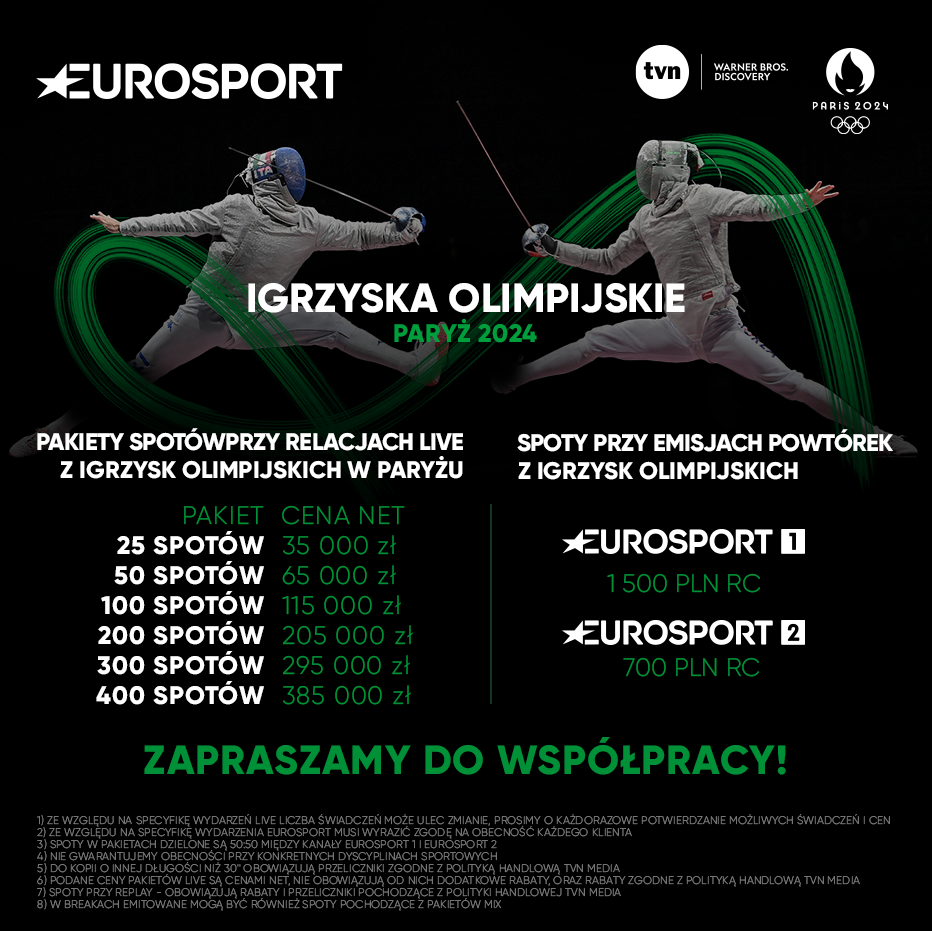 EUROSPORT
tvn
WARNER BROS.
DISCOVERY
PARIS 2024
ITA
IGRZYSKA OLIMPIJSKIE
PARYŻ 2024
PAKIETY SPOTÓWPRZY RELACJACH LIVE
Z IGRZYSK OLIMPIJSKICH W PARYŻU
PAKIET CENA NET
25 SPOTÓW 35 000 zł
50 SPOTÓW 65 000 zł
100 SPOTÓW 115 000 zł
200 SPOTÓW 205 000 zł
300 SPOTÓW 295 000 zł
400 SPOTÓW 385 000 zł
SPOTY PRZY EMISJACH POWTÓREK
Z IGRZYSK OLIMPIJSKICH
EUROSPORT 1
1 500 PLN RC
EUROSPORT 2
700 PLN RC
ZAPRASZAMY DO WSPÓŁPRACY!
1) ZE WZGLĘDU NA SPECYFIKĘ WYDARZEŃ LIVE LICZBA ŚWIADCZEŃ MOŻE ULEC ZMIANIE, PROSIMY O KAŻDORAZOWE POTWIERDZANIE MOŻLIWYCH ŚWIADCZEŃ I CEN
2) ZE WZGLĘDU NA SPECYFIKĘ WYDARZENIA EUROSPORT MUSI WYRAZIĆ ZGODĘ NA OBECNOŚĆ KAŻDEGO KLIENTA
3) SPOTY W PAKIETACH DZIELONE SĄ 50:50 MIĘDZY KANAŁY EUROSPORT 1 I EUROSPORT 2
4) NIE GWARANTUJEMY OBECNOŚCI PRZY KONKRETNYCH DYSCYPLINACH SPORTOWYCH
5) DO KOPII O INNEJ DŁUGOŚCI NIŻ 30" OBOWIĄZUJĄ PRZELICZNIKI ZGODNE Z POLITYKĄ HANDLOWĄ TVN MEDIA
6) PODANE CENY PAKIETÓW LIVE SĄ CENAMI NET, NIE OBOWIĄZUJĄ OD NICH DODATKOWE RABATY, ORAZ RABATY ZGODNE Z POLITYKĄ HANDLOWĄ TVN MEDIA
7) SPOTY PRZY REPLAY - OBOWIĄZUJĄ RABATY I PRZELICZNIKI POCHODZĄCE Z POLITYKI HANDLOWEJ TVN MEDIA
8) W BREAKACH EMITOWANE MOGĄ BYĆ RÓWNIEŻ SPOTY POCHODZĄCE Z PAKIETÓW MIX